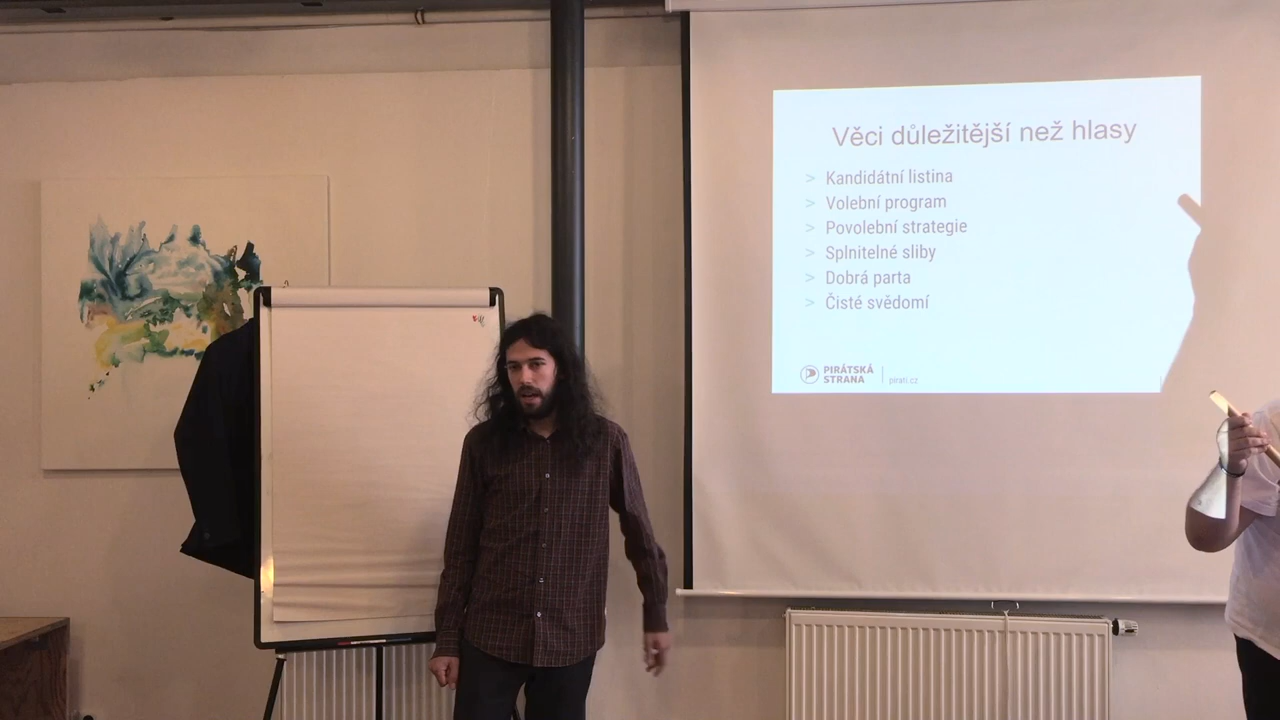 Věci důležitější než hlasy
> Kandidátní listina
> Volební program
> Povolební strategie
> Splnitelné sliby
> Dobrá parta
> Čisté svědomí
PIRÁTSKÁ
STRANA
pirati.cz